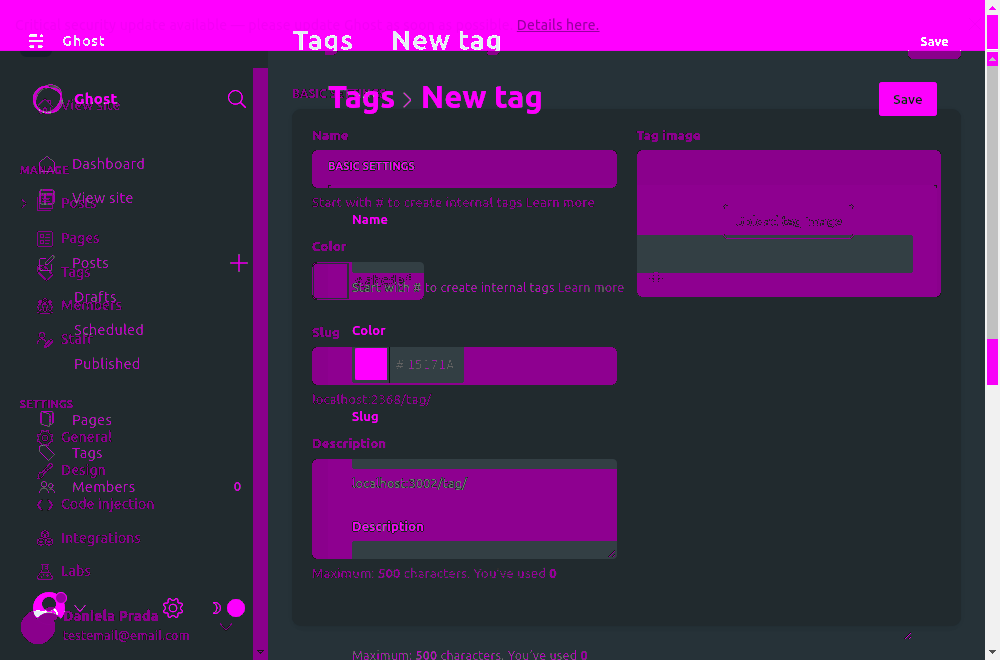 Details here.
Ghost
Tags New tag
Save
Ghost
View site
BASIC
Tags › New tag
Save
Name
Tag image
BASIC SETTINGS
MANAGE
Dashboard
View site
Posts
Start with # to create internal tags Learn more
Name
Upload tag image
Pages
Color
Posts
Tags
Start with # to create internal tags Learn more
Drafts
Members
Scheduled
Staff
Slug
Color
Published
# 15171A
SETTINGS
localhost:2368/tag/
Pages
Slug
General
Description
Tags
Design
Members 0
localhost:3002/tag/
Code injection
Description
Integrations
Labs
Maximum: 500 characters. You've used 0
Daniela Prada
testemail@email.com
Maximum: 500 characters. You've used 0